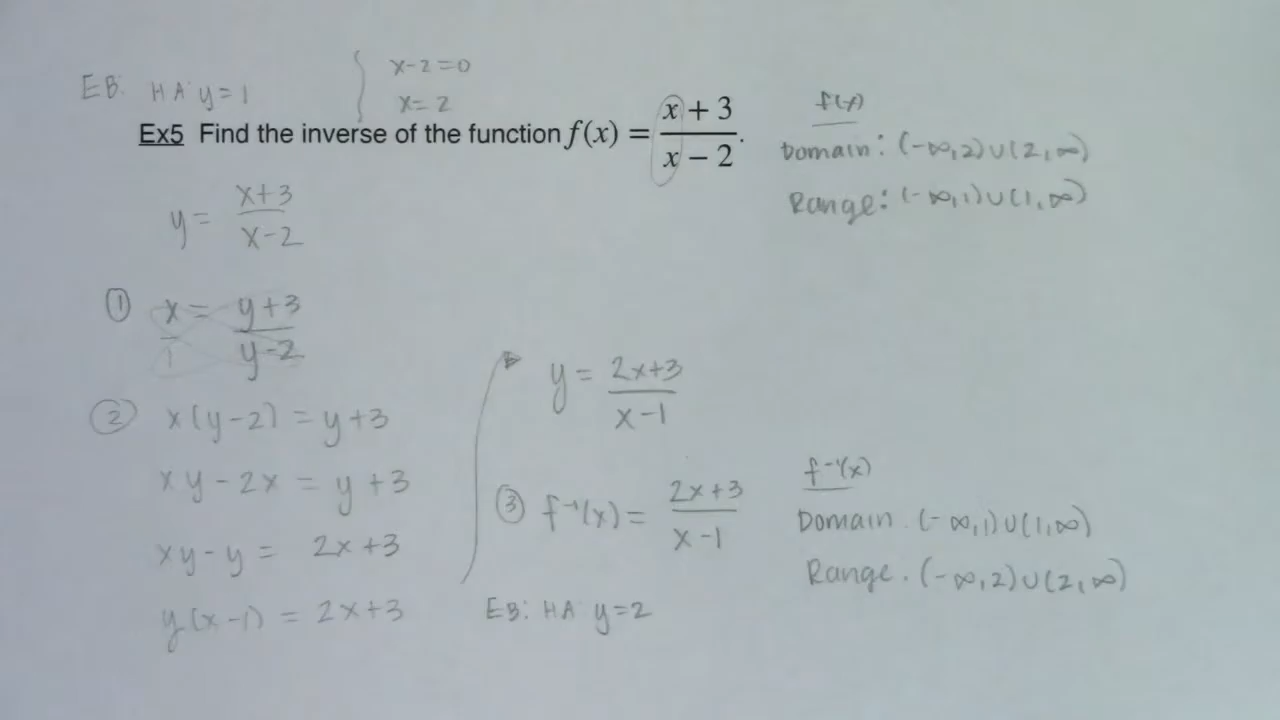 EB: HA y=1
x-2=0
x=2
Ex5 Find the inverse of the function f(x) = (x + 3)/(x − 2).
f(x)
Domain: (-∞,2)∪(2,∞)
Range: (-∞,1)∪(1,∞)
y = (x+3)/(x-2)
① x/1 = (y+3)/(y-2)
② x(y-2) = y+3
xy-2x = y+3
xy-y = 2x+3
y(x-1) = 2x+3
y = (2x+3)/(x-1)
③ f⁻¹(x) = (2x+3)/(x-1)
EB: HA y=2
f⁻¹(x)
Domain: (-∞,1)∪(1,∞)
Range: (-∞,2)∪(2,∞)